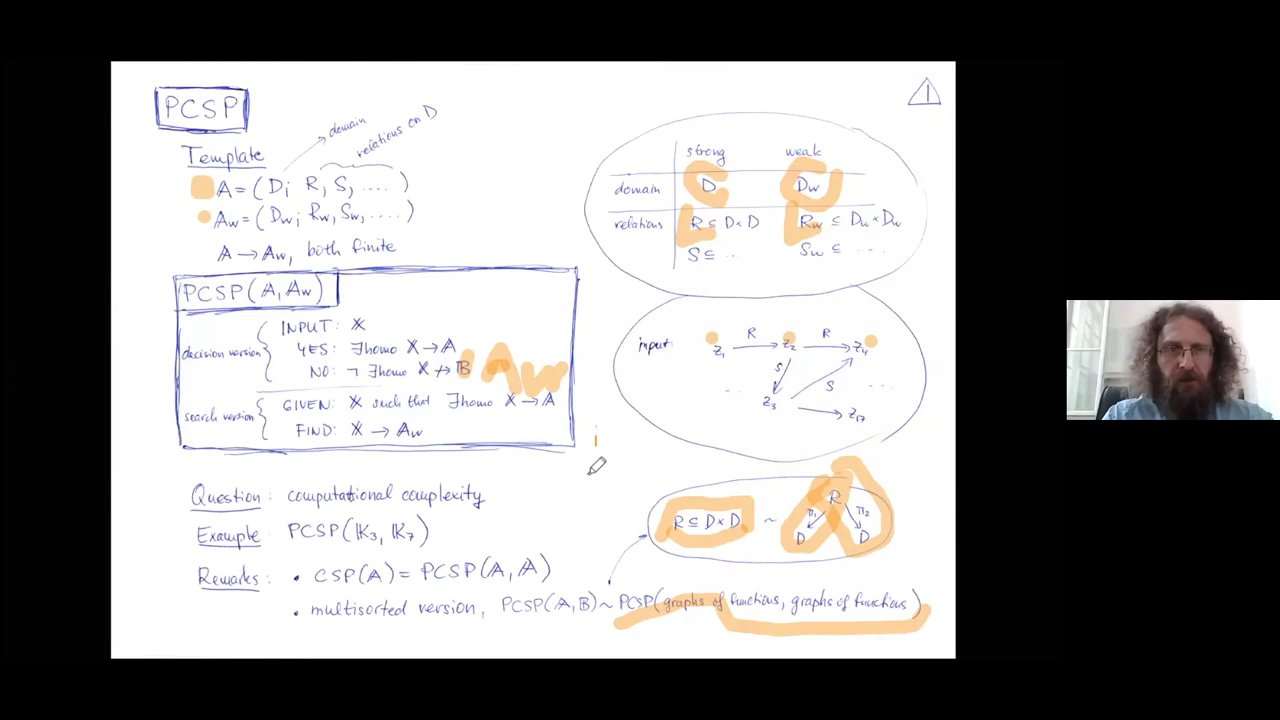 PCSP
1
domain
relations on D
Template
𝔸 = (D; R, S, ....)
𝔸w = (Dw; Rw, Sw, ....)
𝔸 → 𝔸w, both finite
PCSP(𝔸, 𝔸w)
decision version { INPUT: 𝕏
YES: ∃homo 𝕏 → 𝔸
NO: ¬ ∃homo 𝕏 ↛ 𝔹 Aw
search version { GIVEN: 𝕏 such that ∃homo 𝕏 → 𝔸
FIND: 𝕏 → 𝔸w
Question: computational complexity
Example: PCSP(𝕂3, 𝕂7)
Remarks: • CSP(𝔸) = PCSP(𝔸, 𝔸)
• multisorted version, PCSP(𝔸, 𝔹) ~ PCSP(graphs of functions, graphs of functions)
strong weak
domain D Dw
relations R ⊆ D×D Rw ⊆ Dw×Dw
S ⊆ ... Sw ⊆ ....
input: z1 R z2 R z4
S S
... z3 z17 ...
R ⊆ D×D ~ R
π1 π2
D D